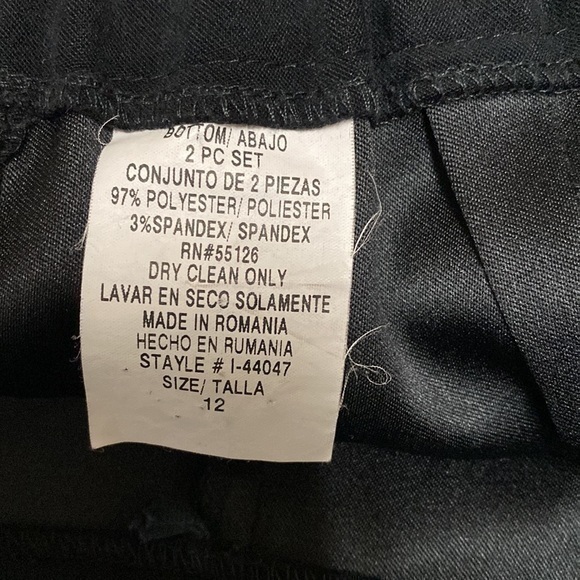 BOTTOM/ ABAJO
2 PC SET
CONJUNTO DE 2 PIEZAS
97% POLYESTER/ POLIESTER
3%SPANDEX/ SPANDEX
RN#55126
DRY CLEAN ONLY
LAVAR EN SECO SOLAMENTE
MADE IN ROMANIA
HECHO EN RUMANIA
STAYLE # I-44047
SIZE/ TALLA
12